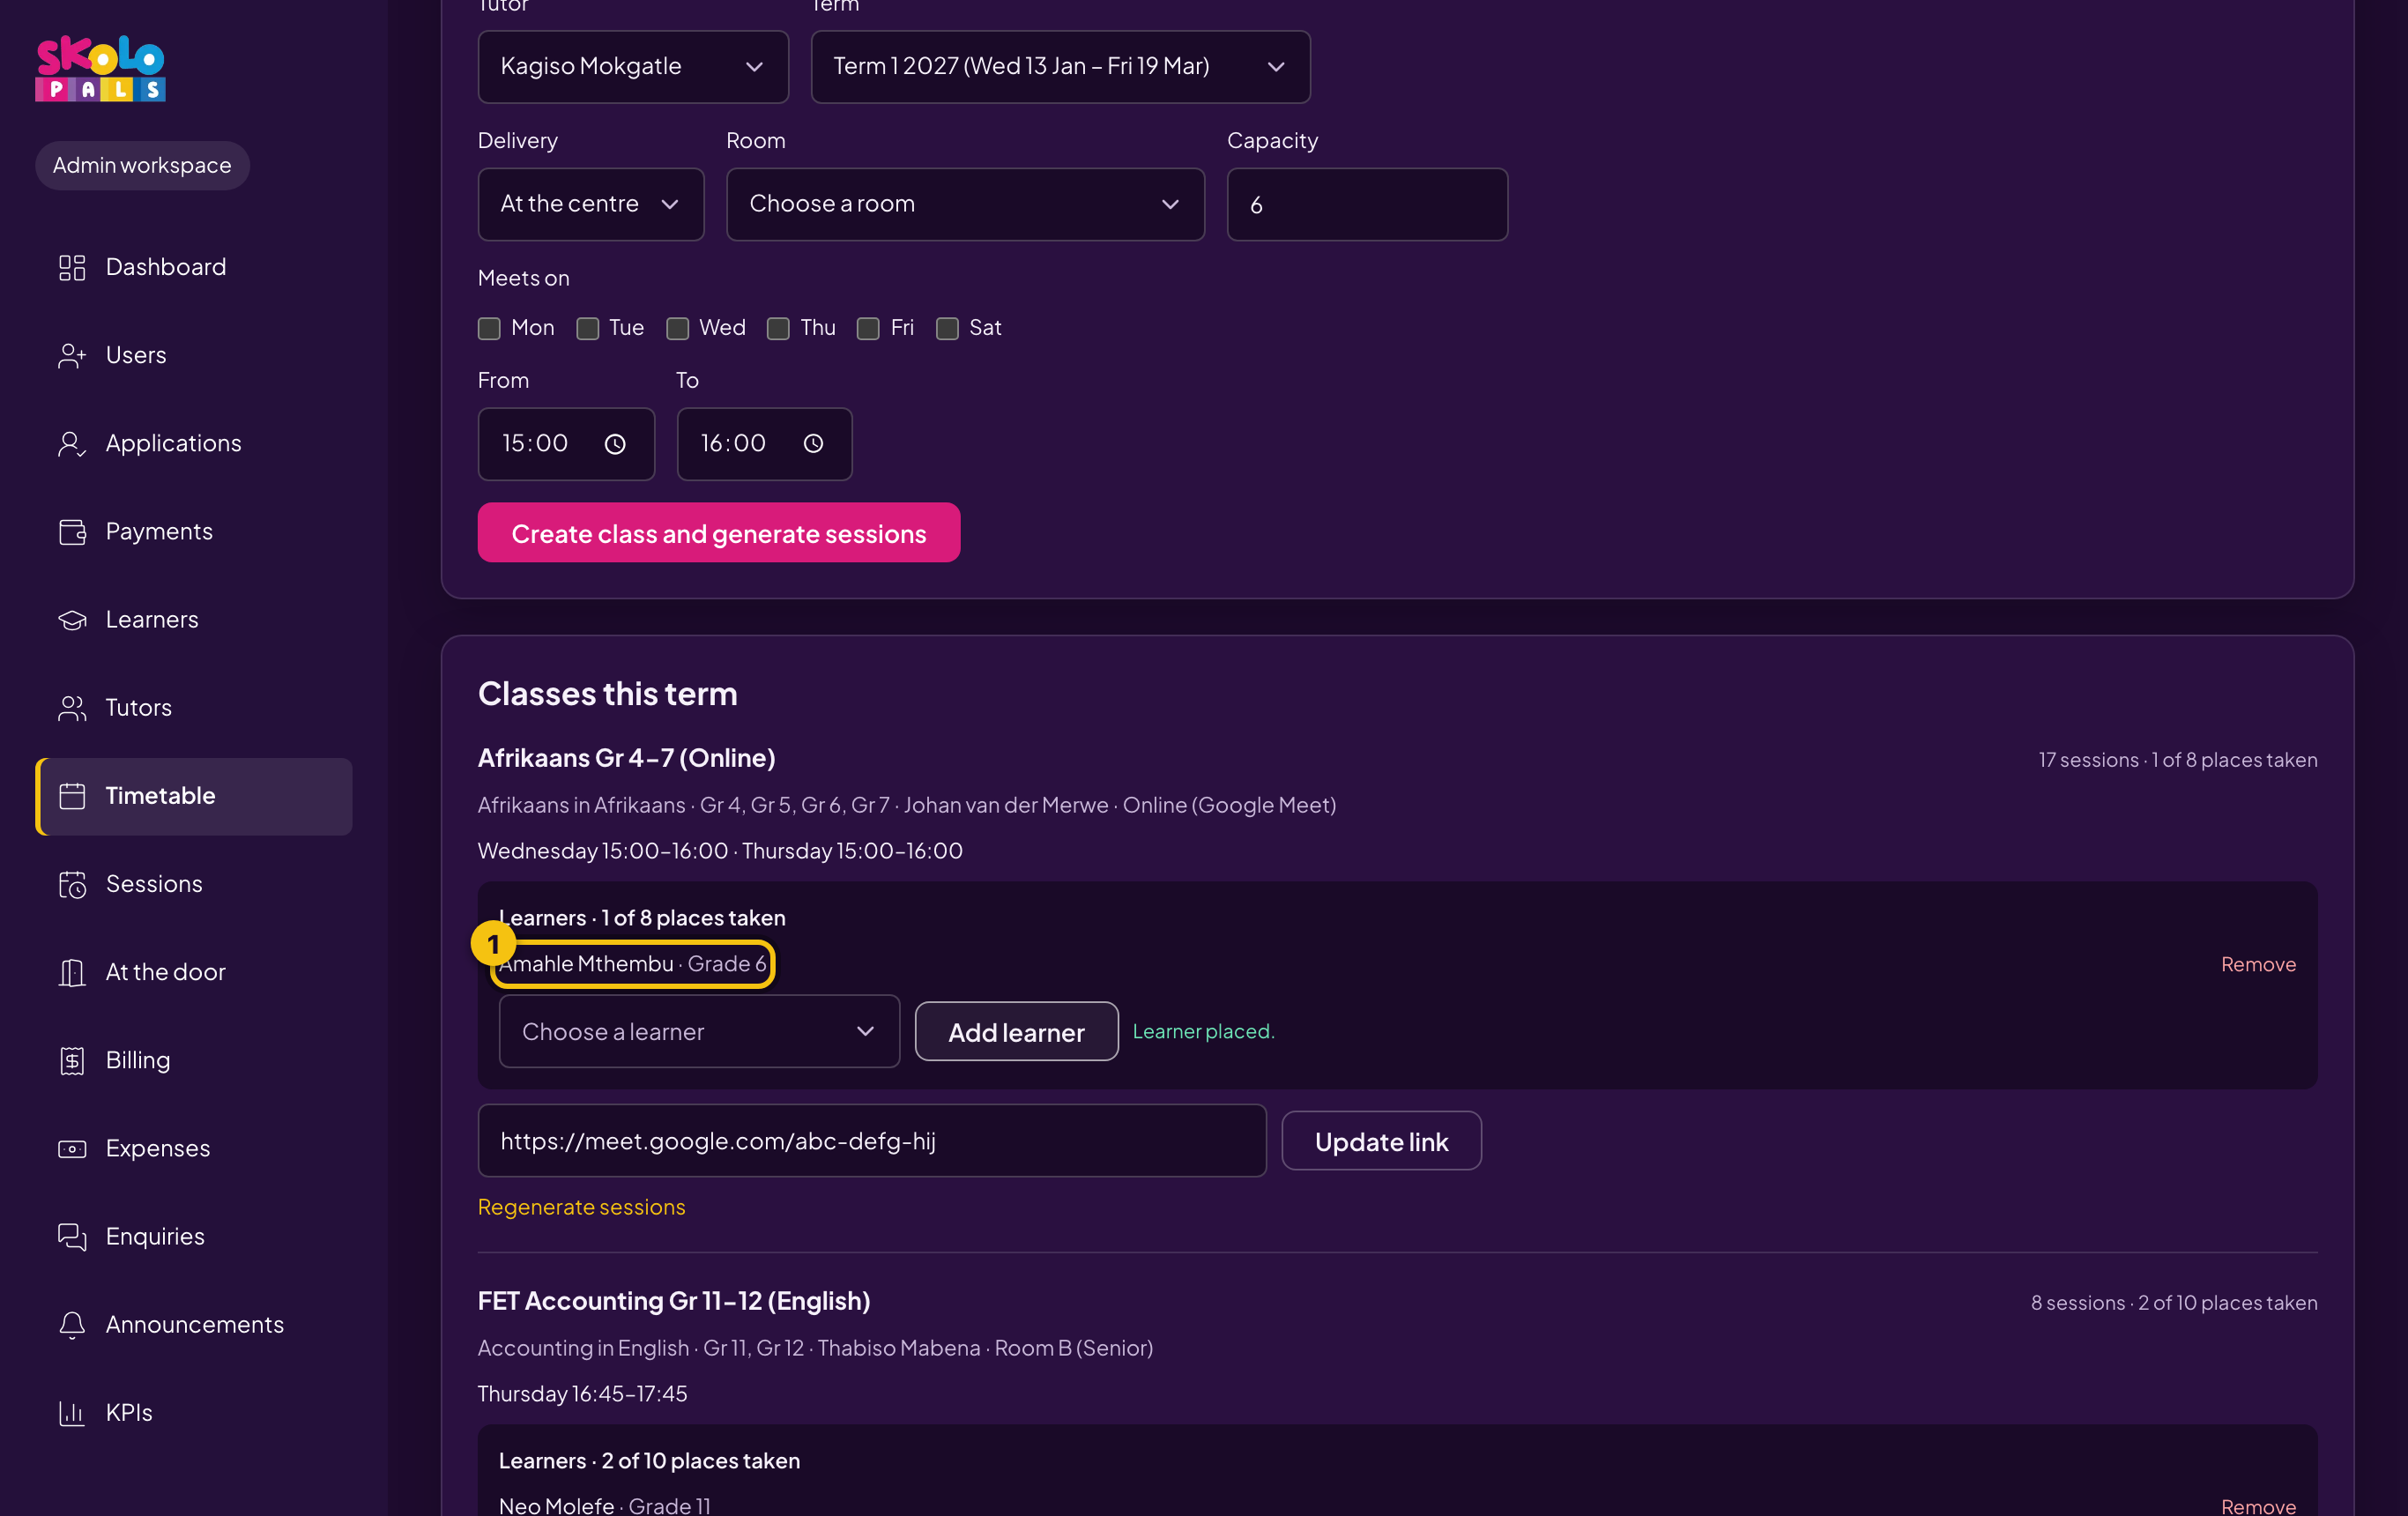 SKOLO
PALS
Admin workspace
Dashboard
Users
Applications
Payments
Learners
Tutors
Timetable
Sessions
At the door
Billing
Expenses
Enquiries
Announcements
KPIs
Tutor Term
Kagiso Mokgatle Term 1 2027 (Wed 13 Jan – Fri 19 Mar)
Delivery Room Capacity
At the centre Choose a room 6
Meets on
Mon Tue Wed Thu Fri Sat
From To
15:00 16:00
Create class and generate sessions
Classes this term
Afrikaans Gr 4–7 (Online) 17 sessions · 1 of 8 places taken
Afrikaans in Afrikaans · Gr 4, Gr 5, Gr 6, Gr 7 · Johan van der Merwe · Online (Google Meet)
Wednesday 15:00–16:00 · Thursday 15:00–16:00
Learners · 1 of 8 places taken
1
Amahle Mthembu · Grade 6 Remove
Choose a learner Add learner Learner placed.
https://meet.google.com/abc-defg-hij Update link
Regenerate sessions
FET Accounting Gr 11–12 (English) 8 sessions · 2 of 10 places taken
Accounting in English · Gr 11, Gr 12 · Thabiso Mabena · Room B (Senior)
Thursday 16:45–17:45
Learners · 2 of 10 places taken
Neo Molefe · Grade 11 Remove